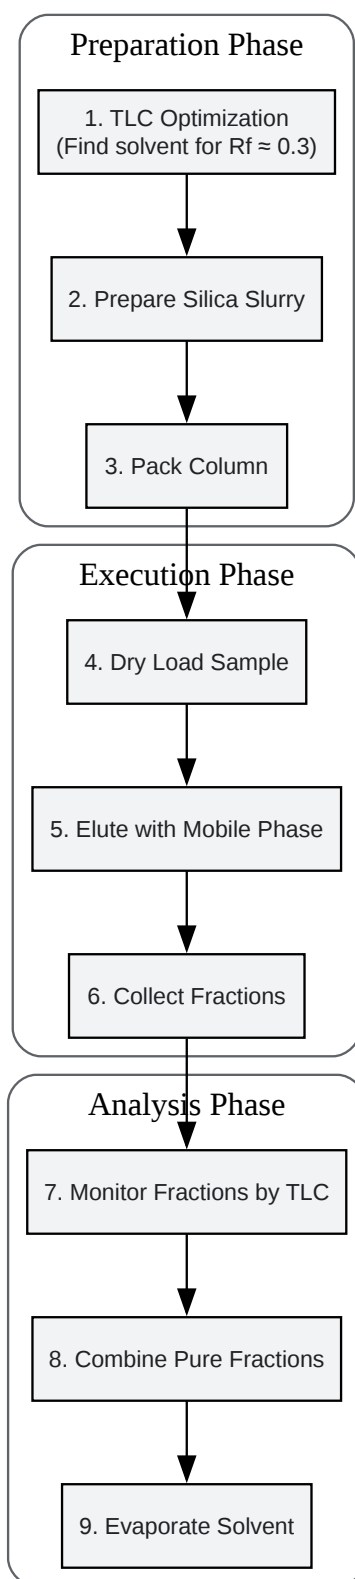 Preparation Phase
1. TLC Optimization
(Find solvent for Rf ≈ 0.3)
2. Prepare Silica Slurry
3. Pack Column
Execution Phase
4. Dry Load Sample
5. Elute with Mobile Phase
6. Collect Fractions
Analysis Phase
7. Monitor Fractions by TLC
8. Combine Pure Fractions
9. Evaporate Solvent